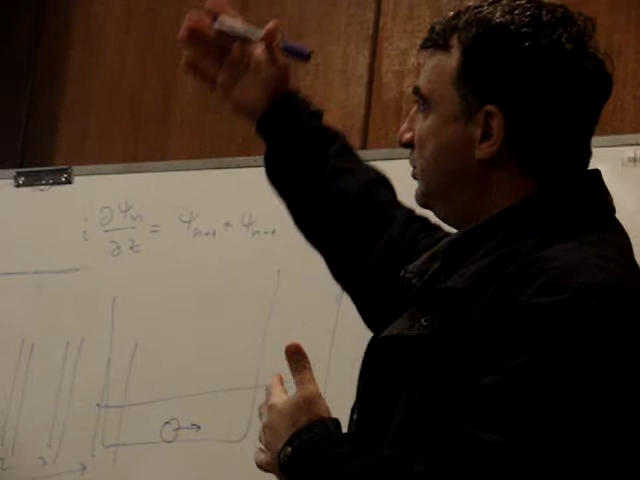 i ∂Ψn/∂z = Ψn+1 + Ψn-1